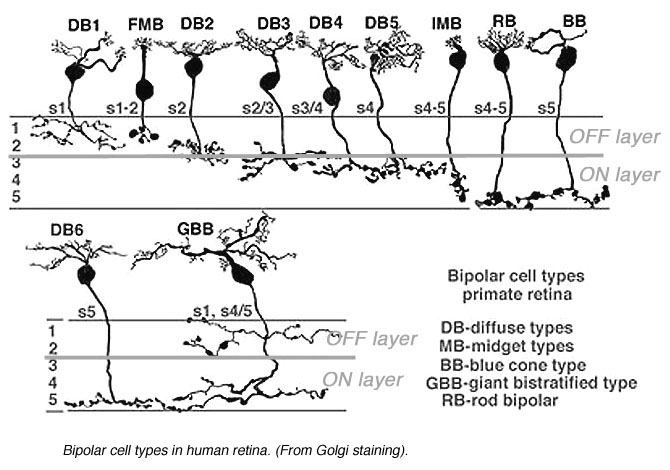 DB1 FMB DB2 DB3 DB4 DB5 IMB RB BB
s1 s1-2 s2 s2/3 s3/4 s4 s4-5 s4-5 s5
1
OFF layer
2
3
ON layer
4
5
DB6 GBB
s5 s1, s4/5
1
OFF layer
2
3
4
ON layer
5
Bipolar cell types
primate retina
DB-diffuse types
MB-midget types
BB-blue cone type
GBB-giant bistratified type
RB-rod bipolar
Bipolar cell types in human retina. (From Golgi staining).